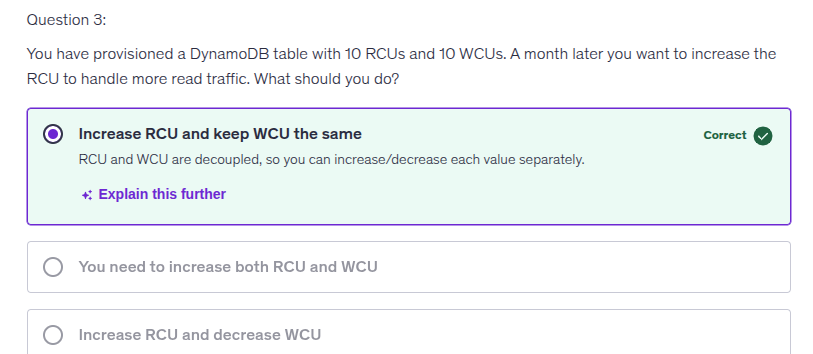 Question 3:
You have provisioned a DynamoDB table with 10 RCUs and 10 WCUs. A month later you want to increase the
RCU to handle more read traffic. What should you do?
Increase RCU and keep WCU the same
Correct
RCU and WCU are decoupled, so you can increase/decrease each value separately.
Explain this further
You need to increase both RCU and WCU
Increase RCU and decrease WCU